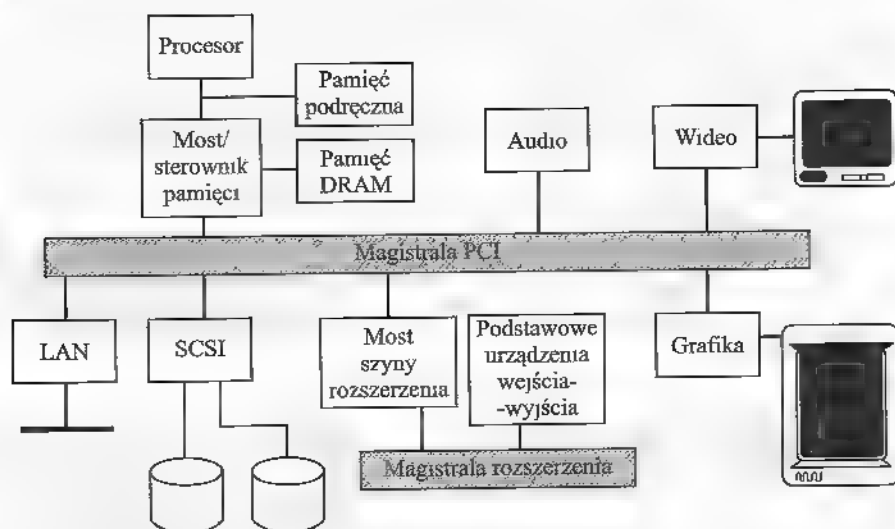 Procesor
Pamięć
podręczna
Most/
sterownik
pamięci
Pamięć
DRAM
Audio
Wideo
Magistrala PCI
LAN
SCSI
Most
szyny
rozszerzenia
Podstawowe
urządzenia
wejścia-
-wyjścia
Grafika
Magistrala rozszerzenia